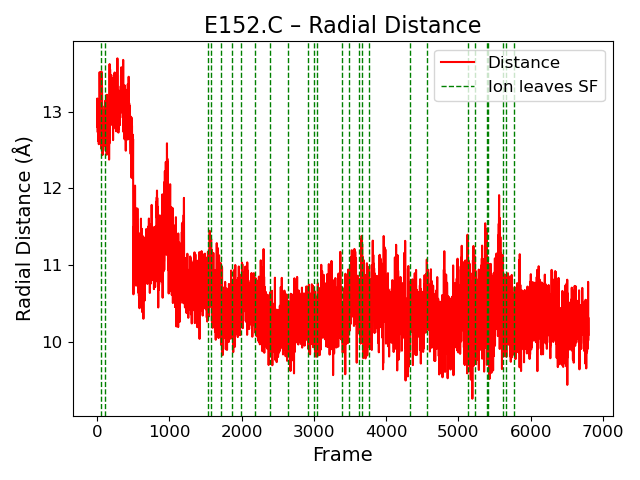 E152.C – Radial Distance
Distance
Ion leaves SF
Radial Distance (Å)
13
12
11
10
0 1000 2000 3000 4000 5000 6000 7000
Frame